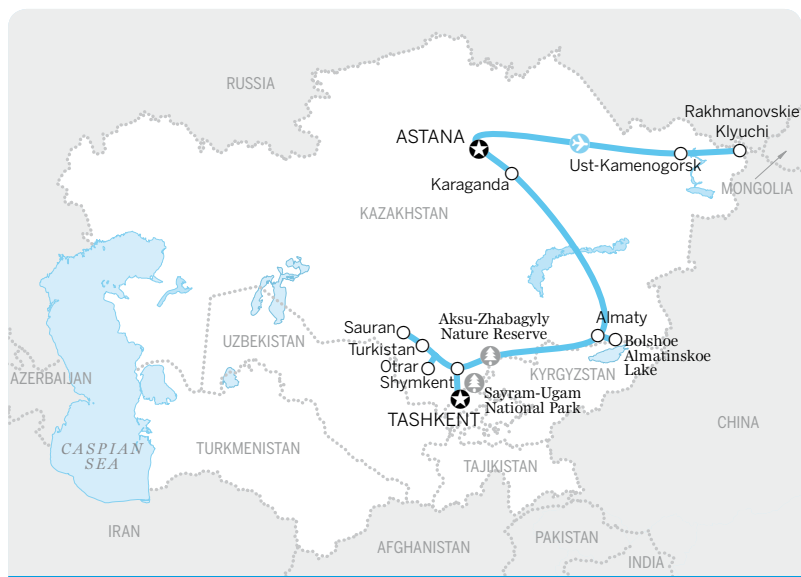 RUSSIA
Rakhmanovskie
Klyuchi
ASTANA
Ust-Kamenogorsk
Karaganda
MONGOLIA
KAZAKHSTAN
Sauran
Aksu-Zhabagyly
Nature Reserve
Almaty
UZBEKISTAN
Turkistan
Bolshoe
Almatinskoe
Lake
Otrar
Shymkent
KYRGYZSTAN
AZERBAIJAN
Sayram-Ugam
National Park
TASHKENT
CHINA
CASPIAN
SEA
TURKMENISTAN
TAJIKISTAN
IRAN
AFGHANISTAN
PAKISTAN
INDIA